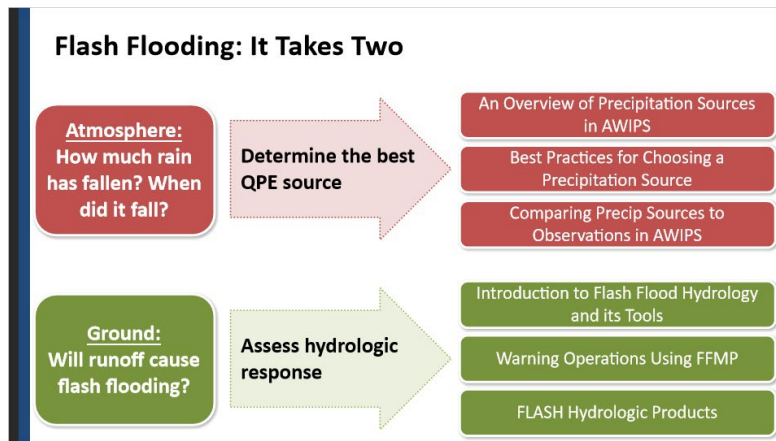 Flash Flooding: It Takes Two
Atmosphere:
How much rain
has fallen? When
did it fall?
Determine the best
QPE source
An Overview of Precipitation Sources
in AWIPS
Best Practices for Choosing a
Precipitation Source
Comparing Precip Sources to
Observations in AWIPS
Ground:
Will runoff cause
flash flooding?
Assess hydrologic
response
Introduction to Flash Flood Hydrology
and its Tools
Warning Operations Using FFMP
FLASH Hydrologic Products